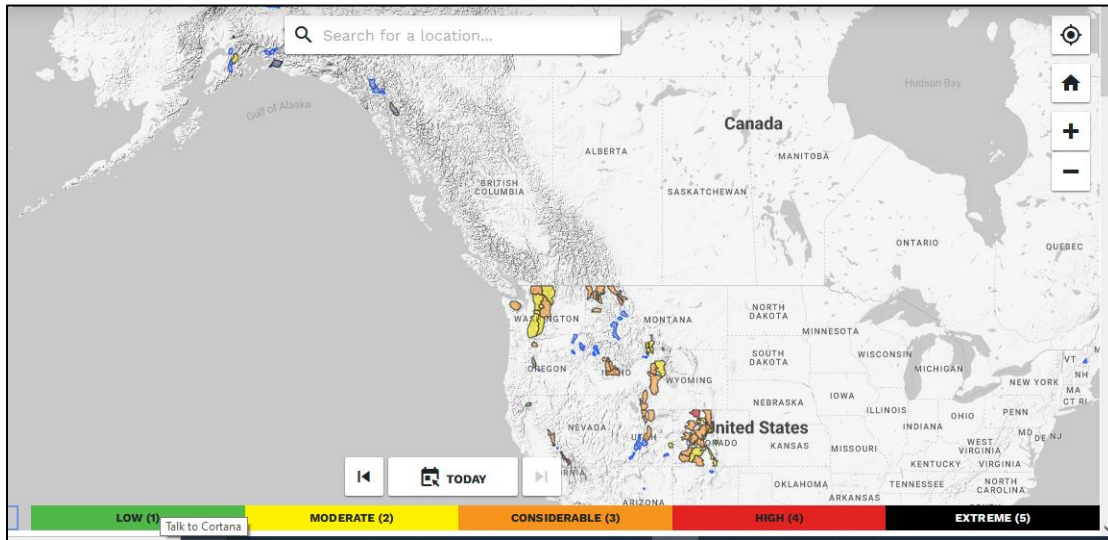 Search for a location...
Hudson Bay
Gulf of Alaska
Canada
ALBERTA
MANITOBA
BRITISH
COLUMBIA
SASKATCHEWAN
ONTARIO
QUEBEC
WASHINGTON
MONTANA
NORTH
DAKOTA
MINNESOTA
OREGON
IDAHO
SOUTH
DAKOTA
WISCONSIN
MICHIGAN
VT
NH
WYOMING
NEW YORK
MA
CT RI
NEBRASKA
IOWA
ILLINOIS
OHIO
PENN
NEVADA
UTAH
United States
INDIANA
MD
DE
NJ
KANSAS
MISSOURI
WEST
VIRGINIA
KENTUCKY
VIRGINIA
TODAY
OKLAHOMA
TENNESSEE
NORTH
CAROLINA
ARKANSAS
ARIZONA
LOW (1)
MODERATE (2)
CONSIDERABLE (3)
HIGH (4)
EXTREME (5)
Talk to Cortana